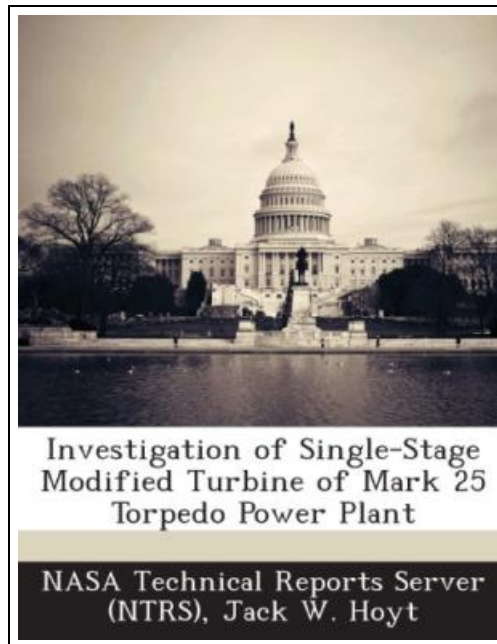 Investigation of Single-Stage
Modified Turbine of Mark 25
Torpedo Power Plant
NASA Technical Reports Server
(NTRS), Jack W. Hoyt